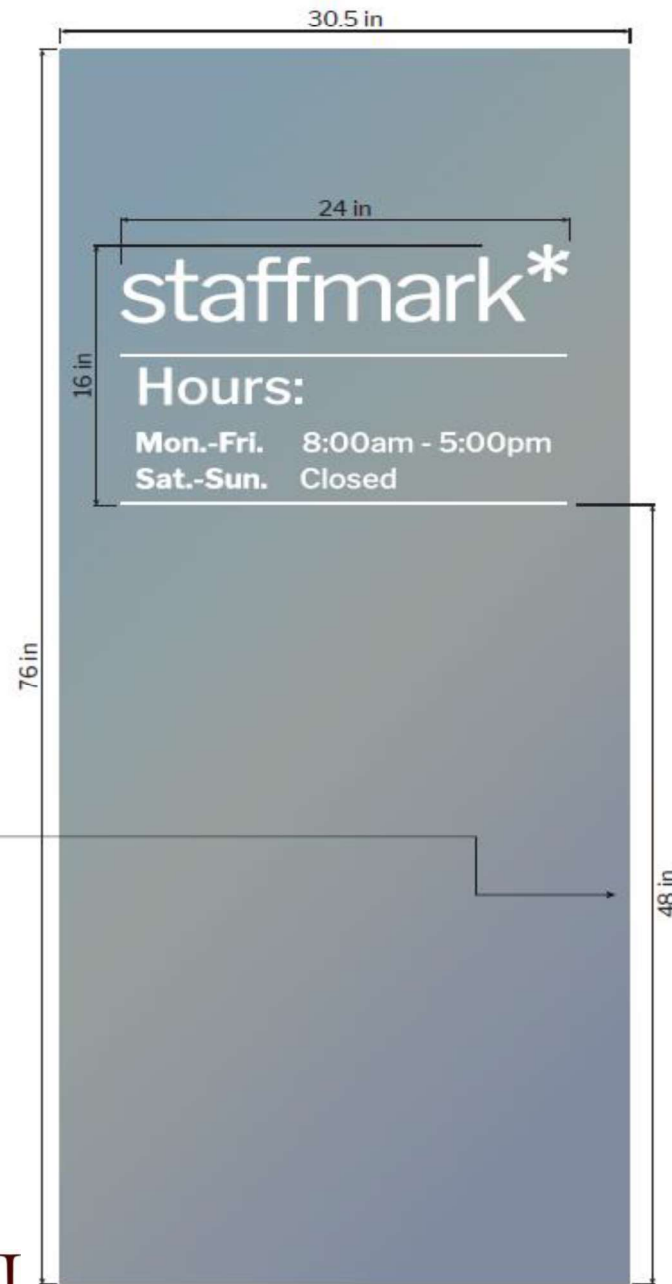 30.5 in
24 in
staffmark*
16 in
Hours:
Mon.-Fri. 8:00am - 5:00pm
Sat.-Sun. Closed
76 in
48 in